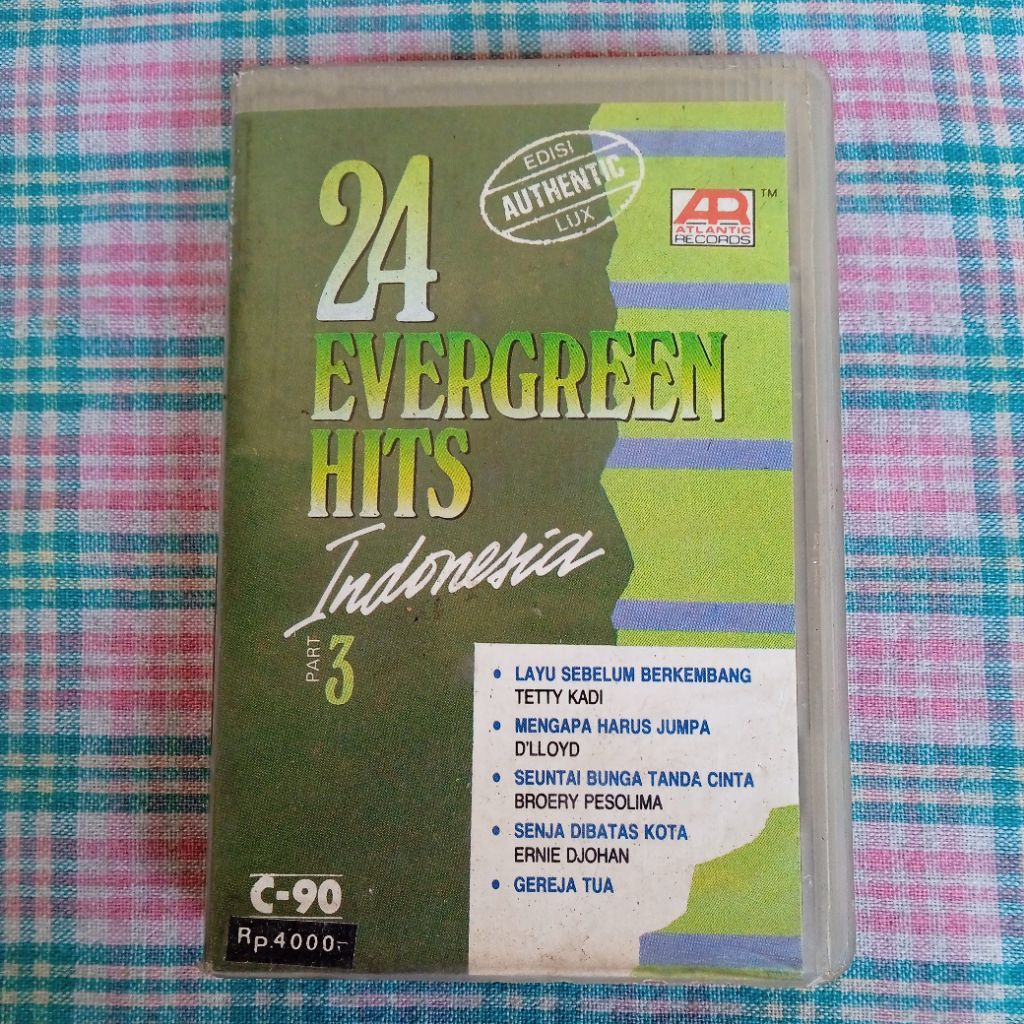 24
EVERGREEN
HITS
Indonesia
PART 3
EDISI
AUTHENTIC
LUX
AR TM
ATLANTIC
RECORDS
• LAYU SEBELUM BERKEMBANG
TETTY KADI
• MENGAPA HARUS JUMPA
D'LLOYD
• SEUNTAI BUNGA TANDA CINTA
BROERY PESOLIMA
• SENJA DIBATAS KOTA
ERNIE DJOHAN
• GEREJA TUA
C-90
Rp.4000,-